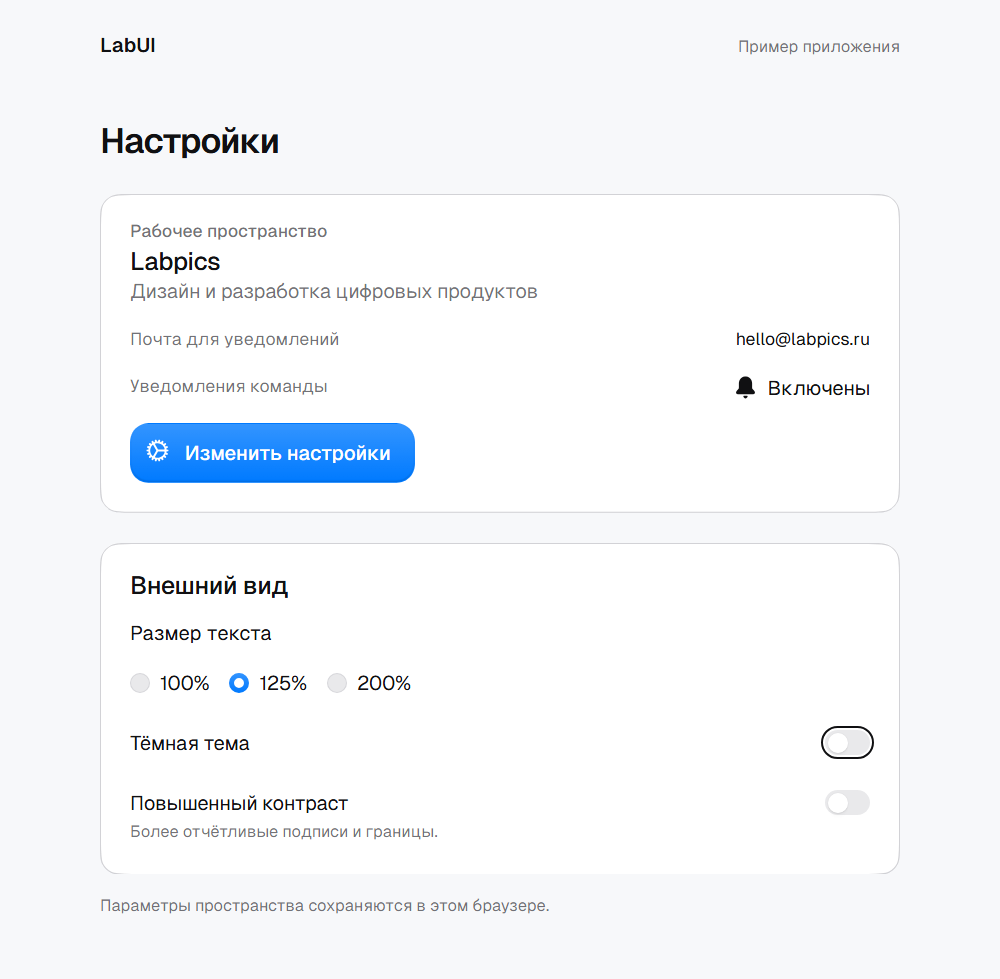 LabUI
Пример приложения
Настройки
Рабочее пространство
Labpics
Дизайн и разработка цифровых продуктов
Почта для уведомлений
hello@labpics.ru
Уведомления команды
Включены
Изменить настройки
Внешний вид
Размер текста
100% 125% 200%
Тёмная тема
Повышенный контраст
Более отчётливые подписи и границы.
Параметры пространства сохраняются в этом браузере.